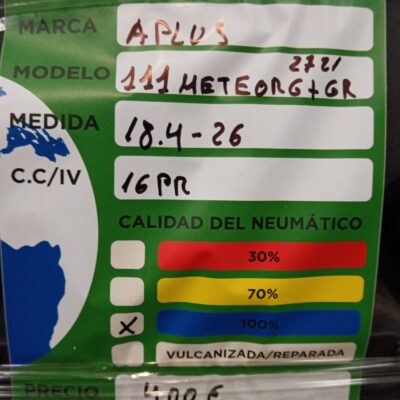 MARCA APLUS
2721
MODELO 111 METEORG+GR
MEDIDA 18.4-26
C.C/IV 16PR
CALIDAD DEL NEUMÁTICO
30%
70%
X 100%
VULCANIZADA/REPARADA
PRECIO 400€